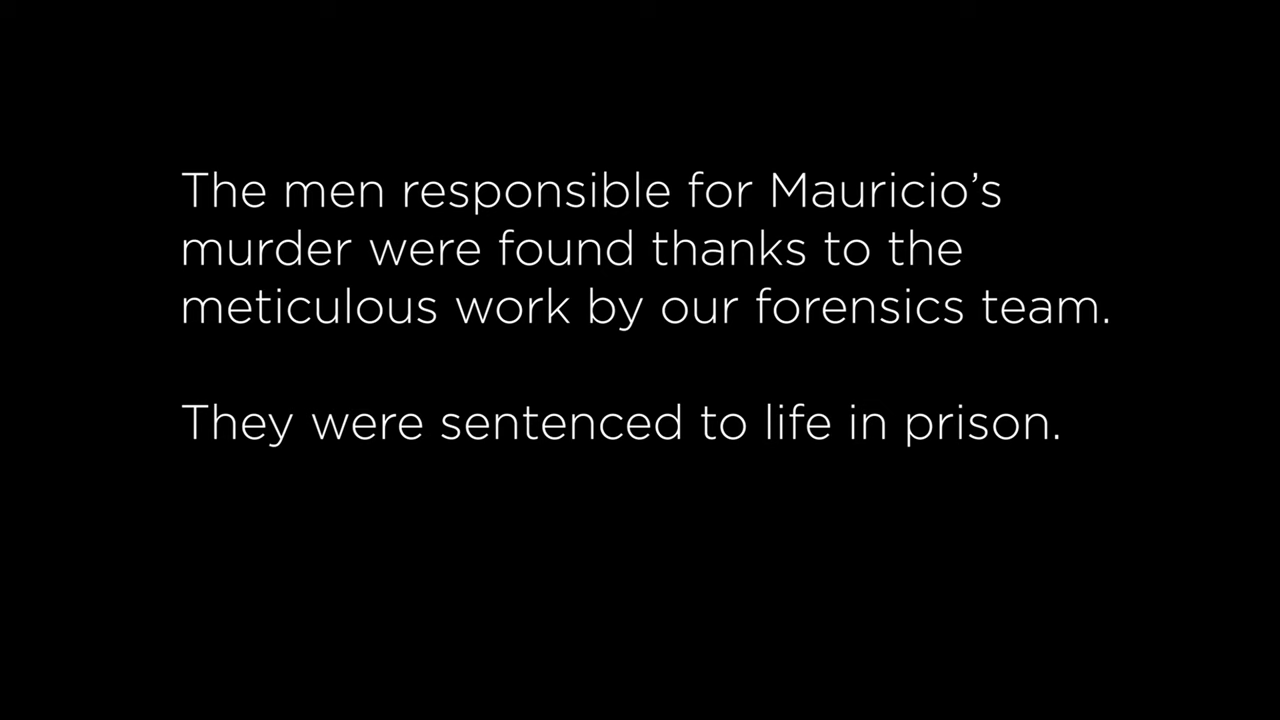 The men responsible for Mauricio’s
murder were found thanks to the
meticulous work by our forensics team.
They were sentenced to life in prison.